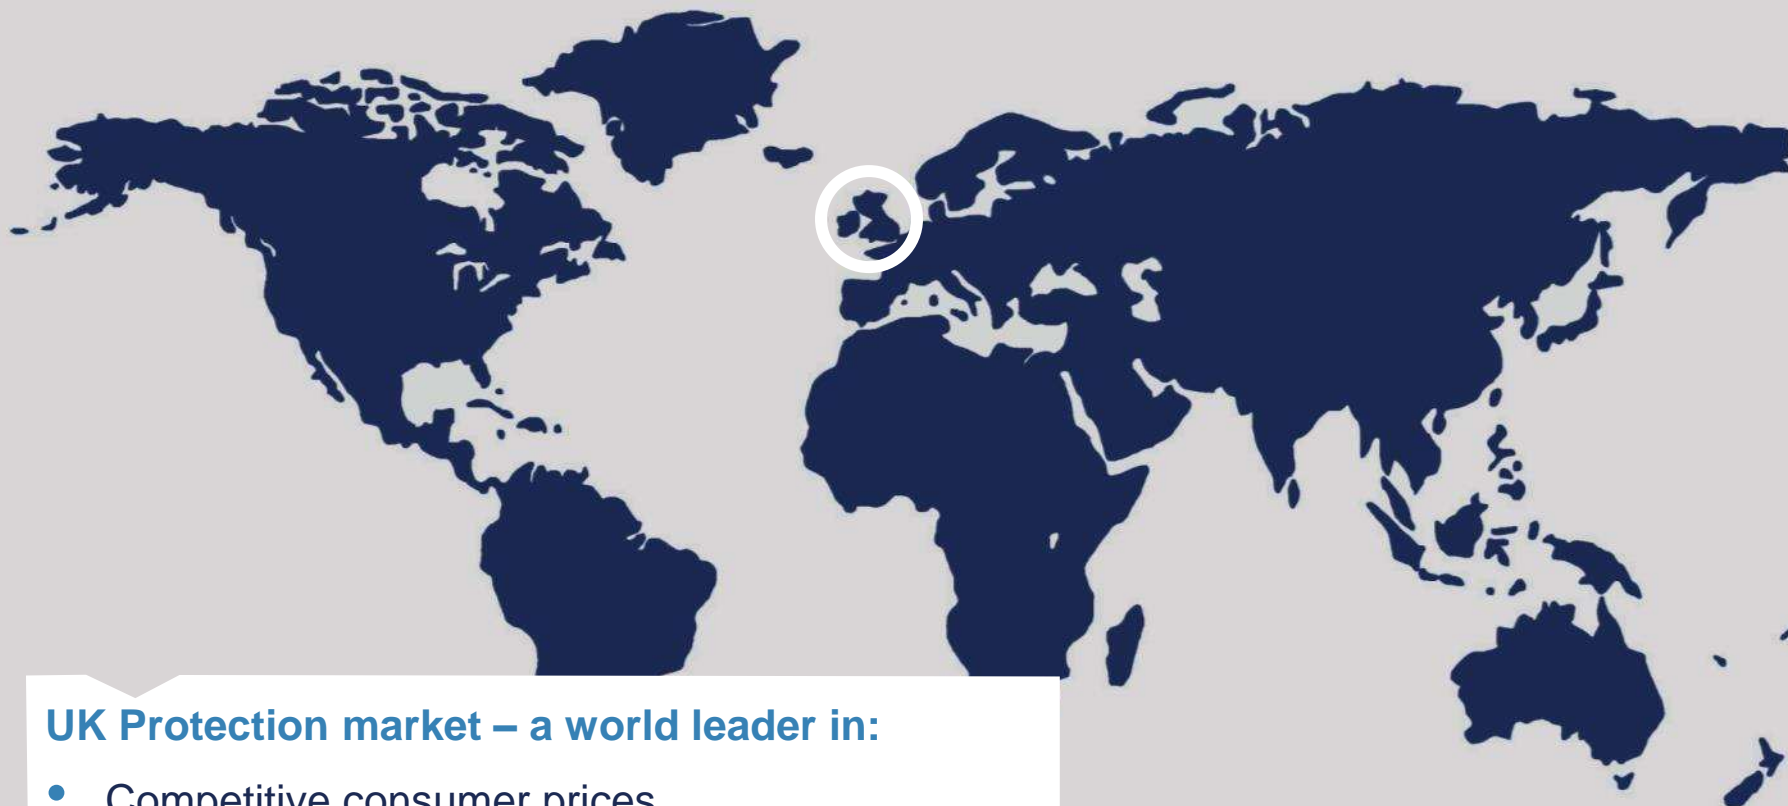 UK Protection market – a world leader in:
• Competitive consumer prices